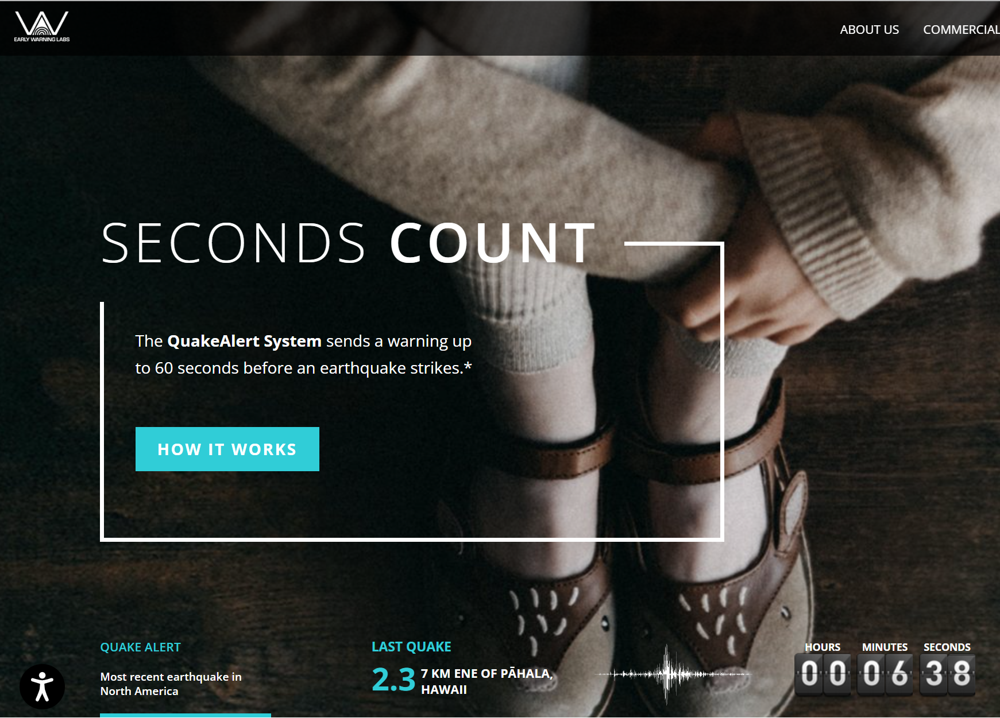 EARLY WARNING LABS
ABOUT US
COMMERCIAL
SECONDS COUNT
The QuakeAlert System sends a warning up
to 60 seconds before an earthquake strikes.*
HOW IT WORKS
QUAKE ALERT
Most recent earthquake in
North America
LAST QUAKE
2.3
7 KM ENE OF PĀHALA,
HAWAII
HOURS MINUTES SECONDS
00 06 38